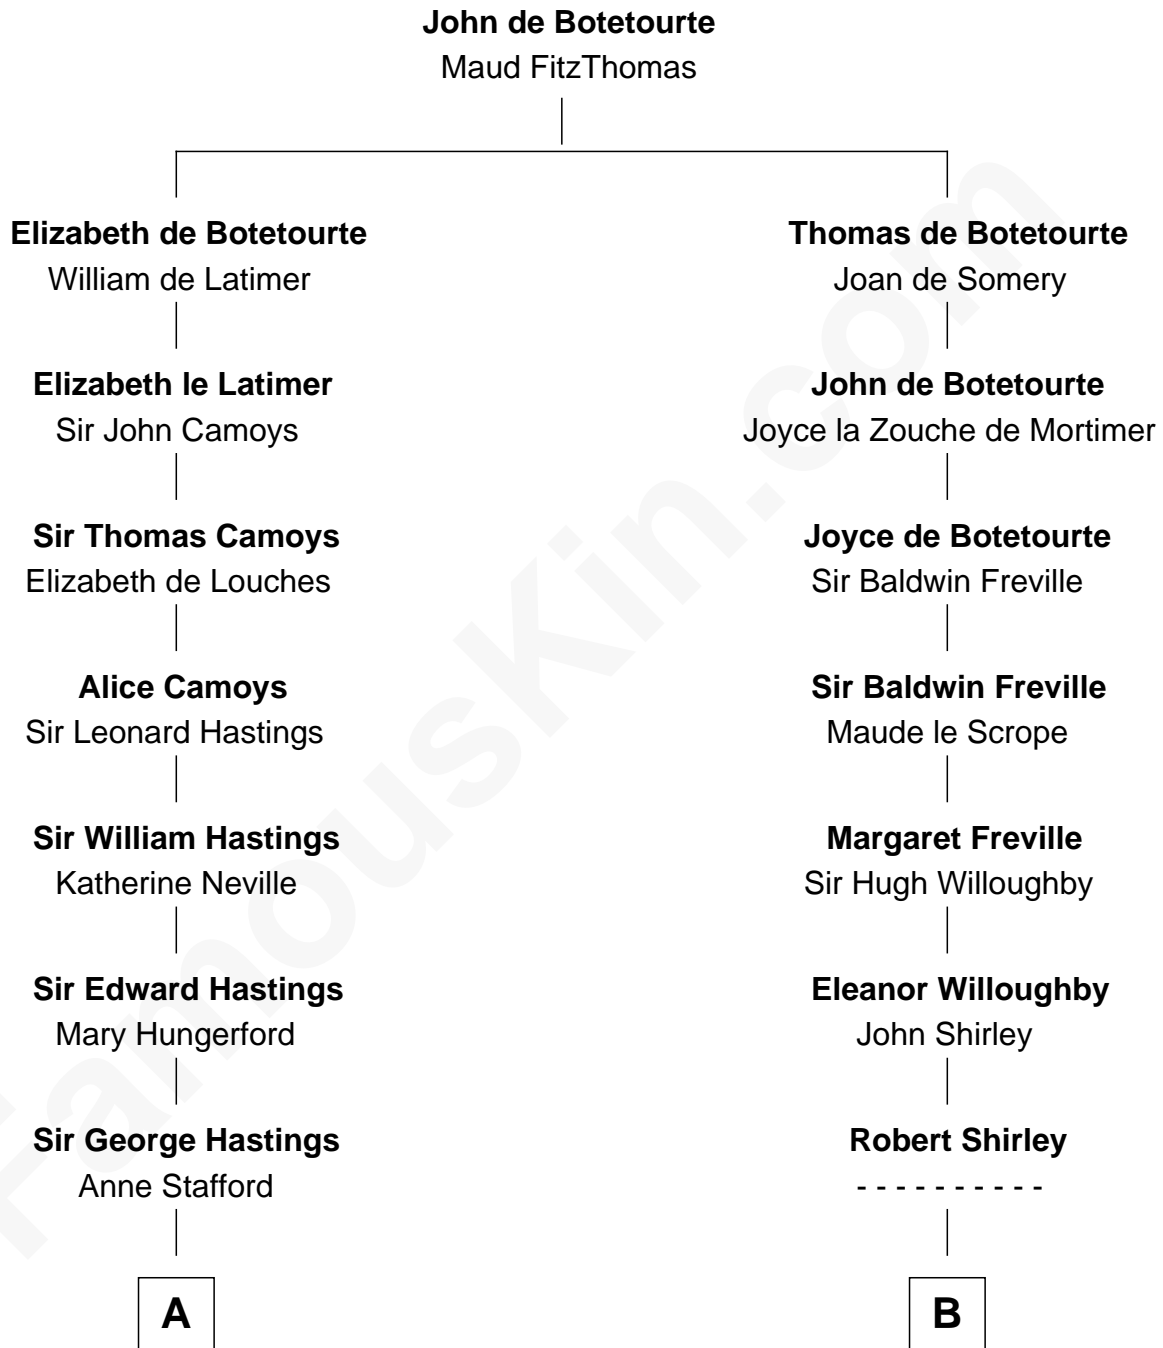 John de Botetourte
Maud FitzThomas
Elizabeth de Botetourte
William de Latimer
Elizabeth le Latimer
Sir John Camoys
Sir Thomas Camoys
Elizabeth de Louches
Alice Camoys
Sir Leonard Hastings
Sir William Hastings
Katherine Neville
Sir Edward Hastings
Mary Hungerford
Sir George Hastings
Anne Stafford
A
Thomas de Botetourte
Joan de Somery
John de Botetourte
Joyce la Zouche de Mortimer
Joyce de Botetourte
Sir Baldwin Freville
Sir Baldwin Freville
Maude le Scrope
Margaret Freville
Sir Hugh Willoughby
Eleanor Willoughby
John Shirley
Robert Shirley
- - - - - - - - - -
B
FamousKin.com